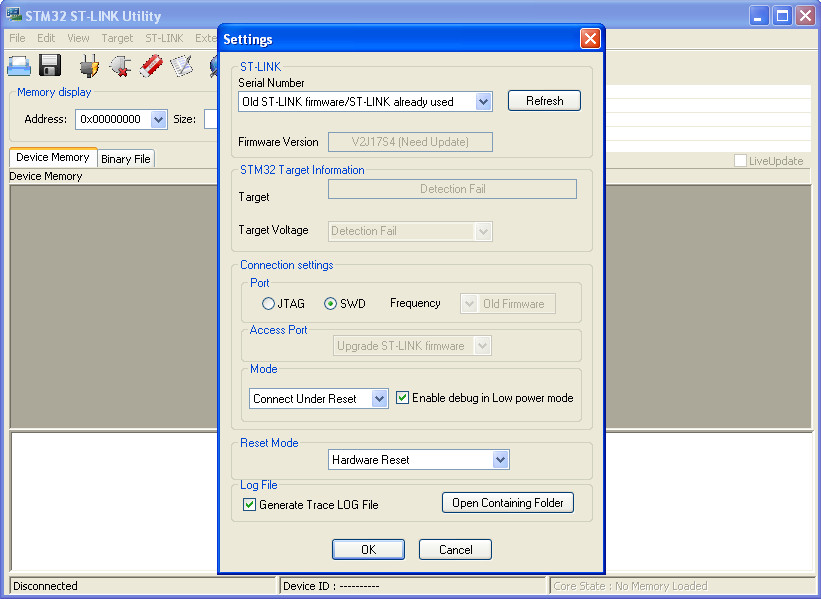 STM32 ST-LINK Utility
File Edit View Target ST-LINK Exte
Settings
ST-LINK
Serial Number
Old ST-LINK firmware/ST-LINK already used
Refresh
Firmware Version
V2J17S4 (Need Update)
STM32 Target Information
Target
Detection Fail
Target Voltage
Detection Fail
Connection settings
Port
JTAG
SWD
Frequency
Old Firmware
Access Port
Upgrade ST-LINK firmware
Mode
Connect Under Reset
Enable debug in Low power mode
Reset Mode
Hardware Reset
Log File
Generate Trace LOG File
Open Containing Folder
OK
Cancel
Memory display
Address:
0x00000000
Size:
Device Memory
Binary File
LiveUpdate
Device Memory
Disconnected
Device ID : ----------
Core State : No Memory Loaded